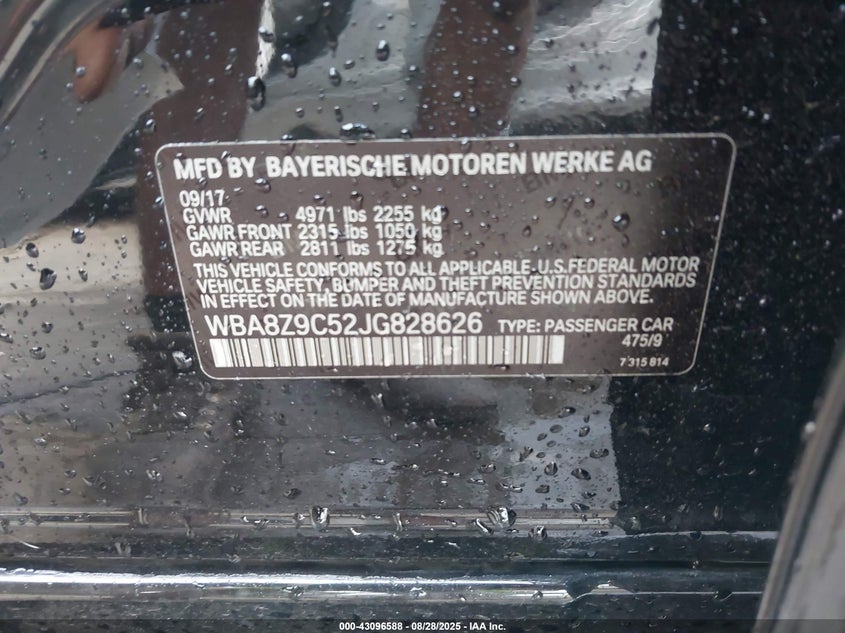 MFD BY BAYERISCHE MOTOREN WERKE AG
09/17
GVWR 4971 lbs 2255 kg
GAWR FRONT 2315 lbs 1050 kg
GAWR REAR 2811 lbs 1275 kg
THIS VEHICLE CONFORMS TO ALL APPLICABLE-U.S.FEDERAL MOTOR
VEHICLE SAFETY, BUMPER AND THEFT PREVENTION STANDARDS
IN EFFECT ON THE DATE OF MANUFACTURE SHOWN ABOVE.
WBA8Z9C52JG828626 TYPE: PASSENGER CAR
475/9
7 315 814
000-43096588 - 08/28/2025 - IAA Inc.